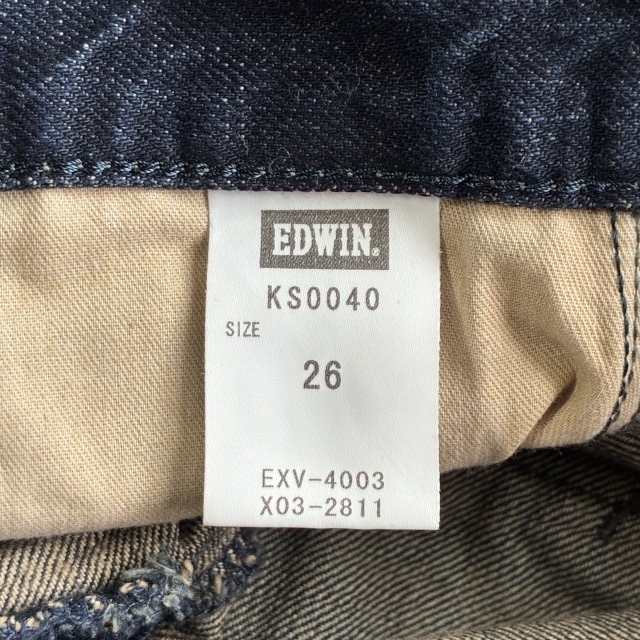 EDWIN.
KS0040
SIZE
26
EXV-4003
X03-2811